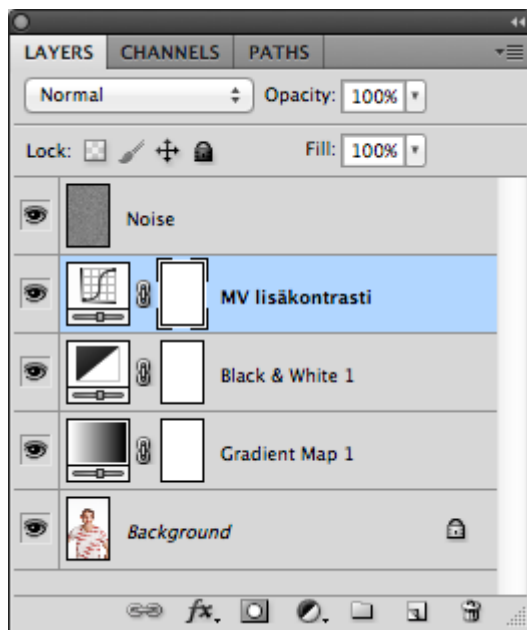 LAYERS CHANNELS PATHS
Normal Opacity: 100%
Lock: Fill: 100%
Noise
MV lisäkontrasti
Black & White 1
Gradient Map 1
Background
fx.